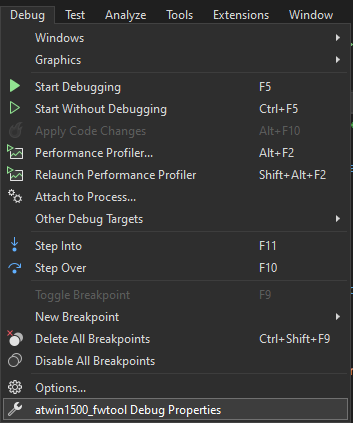 Debug Test Analyze Tools Extensions Window
Windows
Graphics
Start Debugging F5
Start Without Debugging Ctrl+F5
Apply Code Changes Alt+F10
Performance Profiler... Alt+F2
Relaunch Performance Profiler Shift+Alt+F2
Attach to Process...
Other Debug Targets
Step Into F11
Step Over F10
Toggle Breakpoint F9
New Breakpoint
Delete All Breakpoints Ctrl+Shift+F9
Disable All Breakpoints
Options...
atwin1500_fwtool Debug Properties